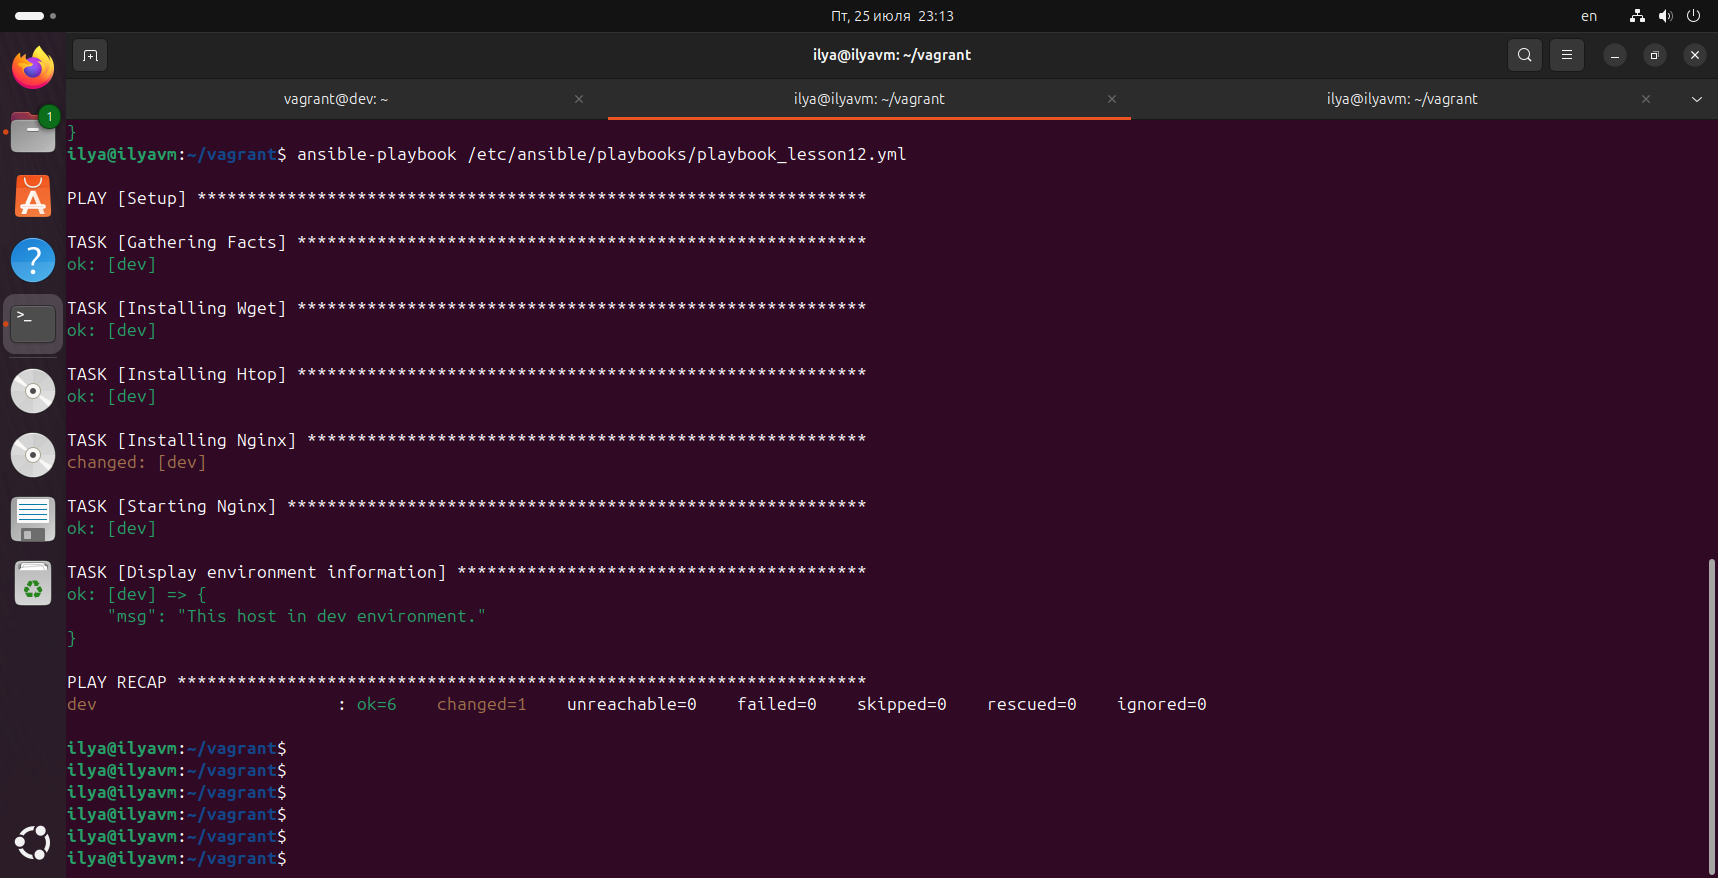 Пт, 25 июля 23:13
en
ilya@ilyavm: ~/vagrant
vagrant@dev: ~
ilya@ilyavm: ~/vagrant
ilya@ilyavm: ~/vagrant
1
}
ilya@ilyavm:~/vagrant$ ansible-playbook /etc/ansible/playbooks/playbook_lesson12.yml
PLAY [Setup] *******************************************************************
TASK [Gathering Facts] *********************************************************
ok: [dev]
TASK [Installing Wget] *********************************************************
ok: [dev]
TASK [Installing Htop] *********************************************************
ok: [dev]
TASK [Installing Nginx] ********************************************************
changed: [dev]
TASK [Starting Nginx] **********************************************************
ok: [dev]
TASK [Display environment information] *****************************************
ok: [dev] => {
    "msg": "This host in dev environment."
}
PLAY RECAP *********************************************************************
dev                        : ok=6    changed=1    unreachable=0    failed=0    skipped=0    rescued=0    ignored=0
ilya@ilyavm:~/vagrant$
ilya@ilyavm:~/vagrant$
ilya@ilyavm:~/vagrant$
ilya@ilyavm:~/vagrant$
ilya@ilyavm:~/vagrant$
ilya@ilyavm:~/vagrant$